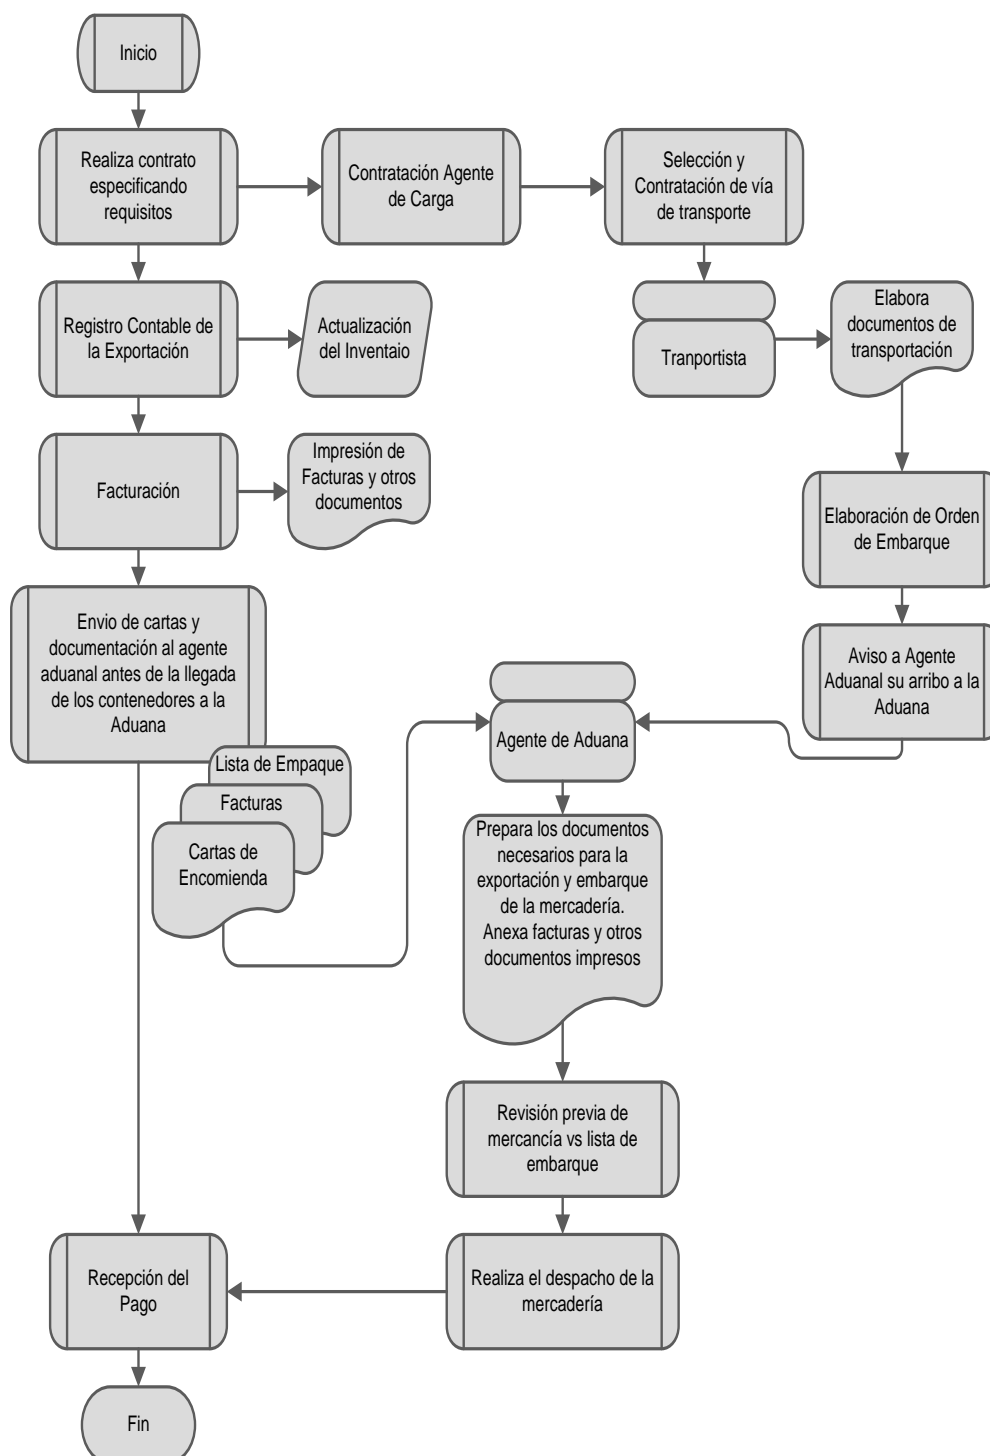 Inicio
Realiza contrato
especificando
requisitos
Contratación Agente
de Carga
Selección y
Contratación de vía
de transporte
Registro Contable de
la Exportación
Actualización
del Inventaio
Tranportista
Elabora
documentos de
transportación
Facturación
Impresión de
Facturas y otros
documentos
Elaboración de Orden
de Embarque
Envio de cartas y
documentación al agente
aduanal antes de la llegada
de los contenedores a la
Aduana
Aviso a Agente
Aduanal su arribo a la
Aduana
Agente de Aduana
Lista de Empaque
Facturas
Cartas de
Encomienda
Prepara los documentos
necesarios para la
exportación y embarque
de la mercadería.
Anexa facturas y otros
documentos impresos
Revisión previa de
mercancía vs lista de
embarque
Recepción del
Pago
Realiza el despacho de la
mercadería
Fin